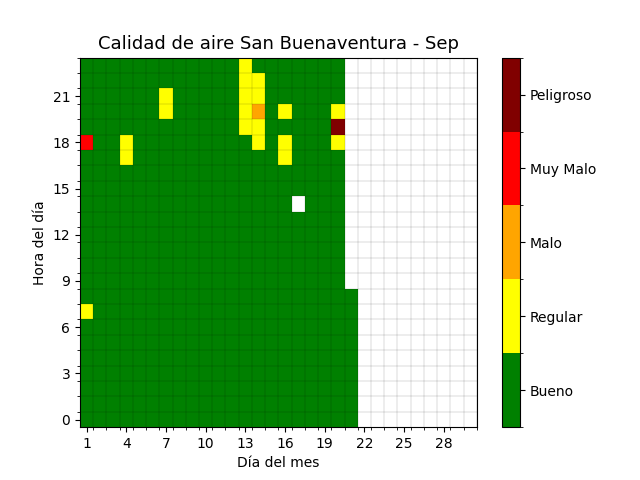 Calidad de aire San Buenaventura - Sep
Hora del día
21
18
15
12
9
6
3
0
1 4 7 10 13 16 19 22 25 28
Día del mes
Peligroso
Muy Malo
Malo
Regular
Bueno